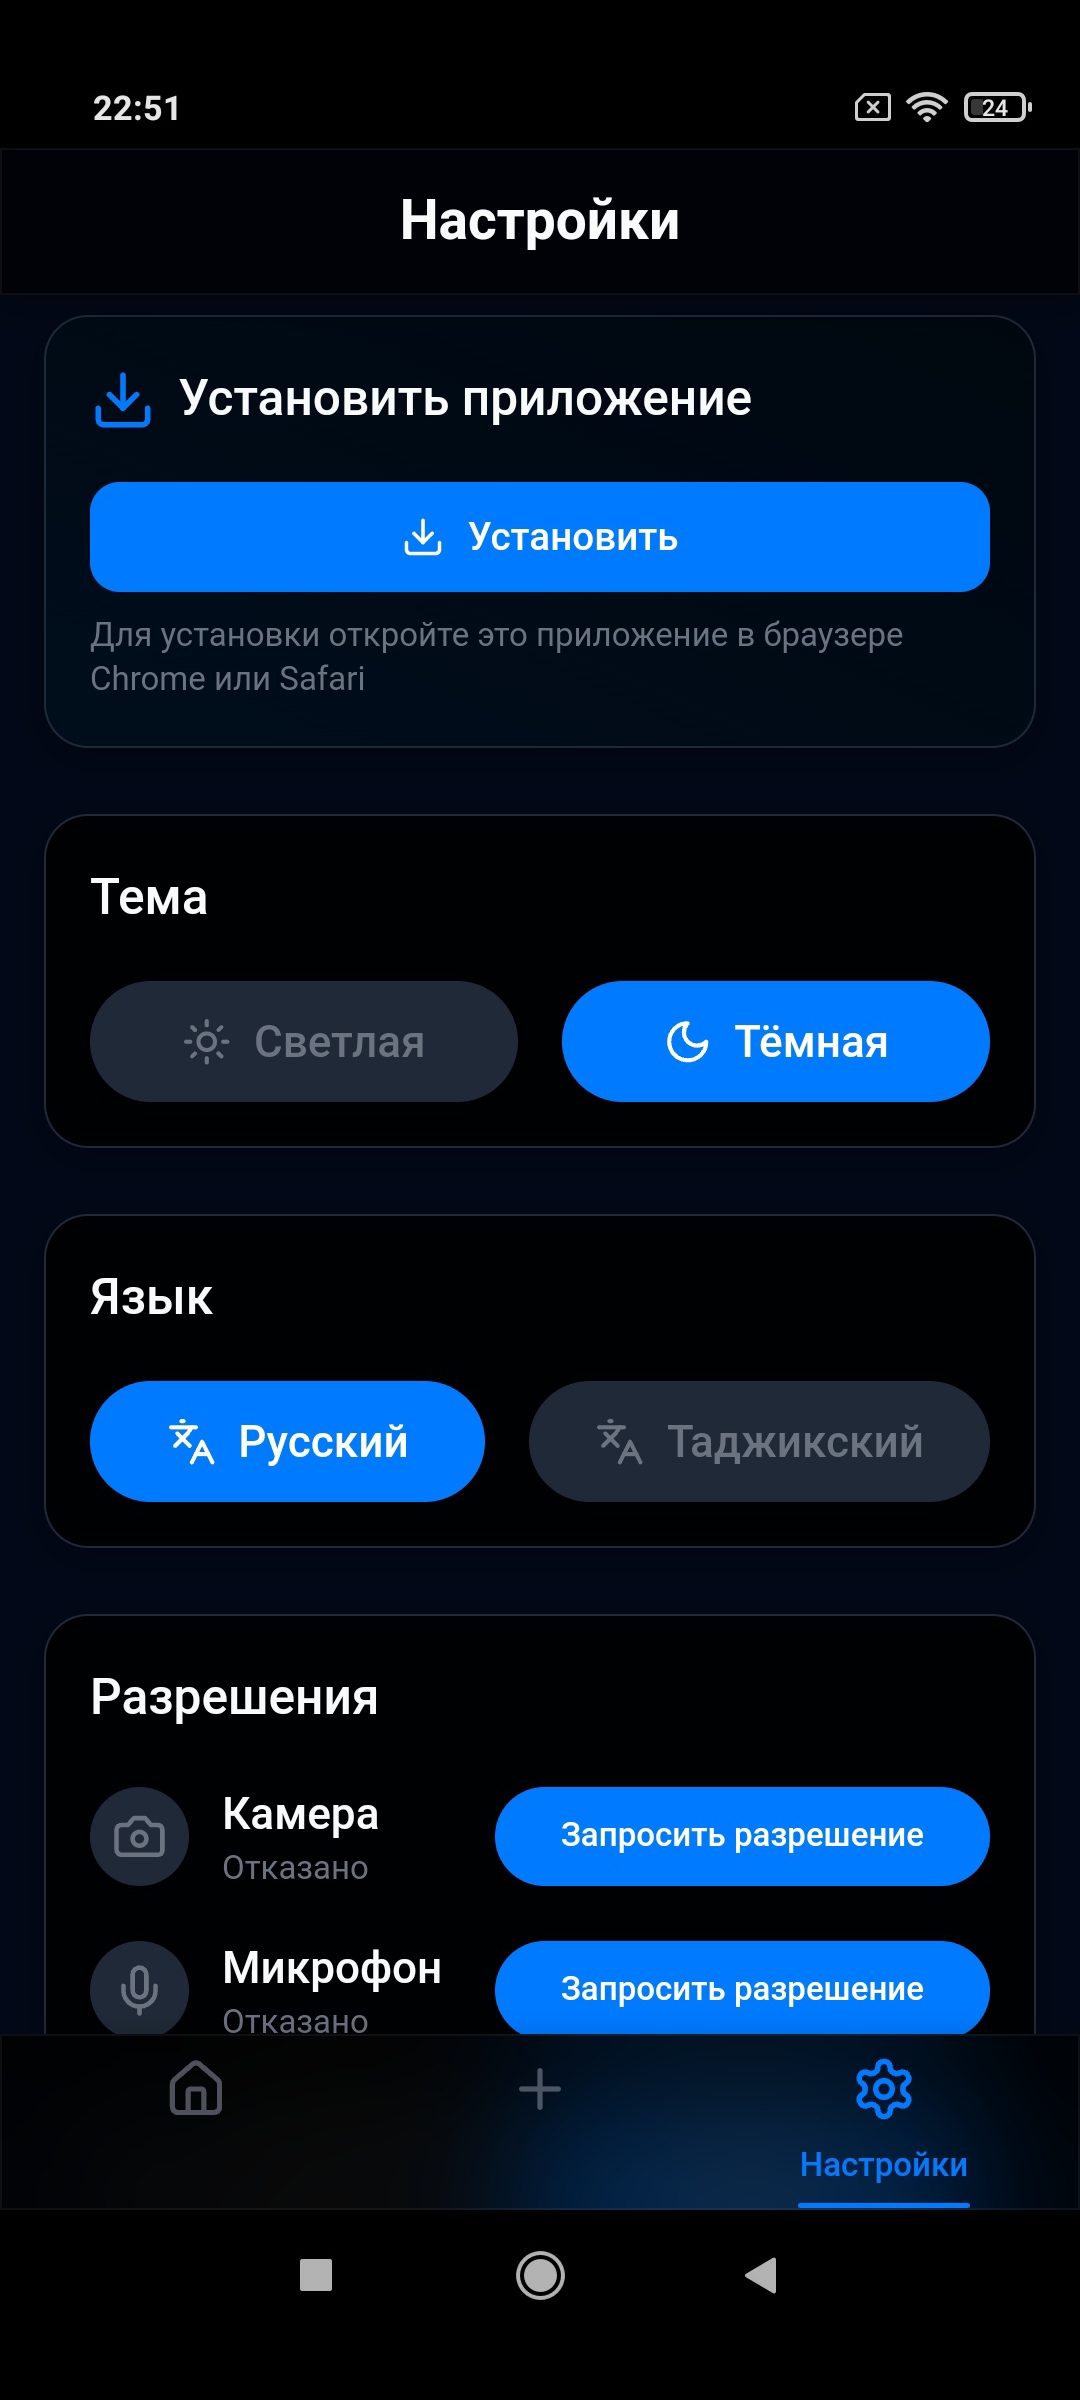 22:51
24
Настройки
Установить приложение
Установить
Для установки откройте это приложение в браузере
Chrome или Safari
Тема
Светлая
Тёмная
Язык
Русский
Таджикский
Разрешения
Камера
Отказано
Запросить разрешение
Микрофон
Отказано
Запросить разрешение
Настройки